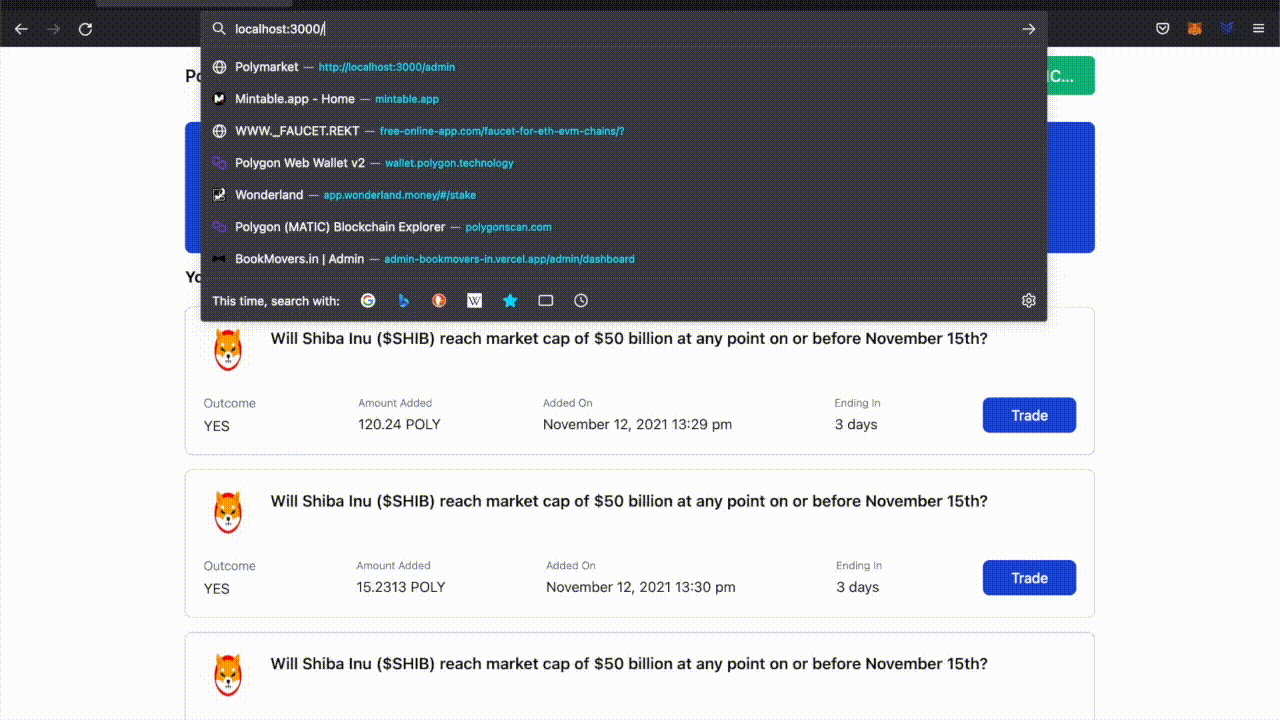 localhost:3000/
Polymarket — http://localhost:3000/admin
Mintable.app - Home — mintable.app
WWW._FAUCET.REKT — free-online-app.com/faucet-for-eth-evm-chains/?
Polygon Web Wallet v2 — wallet.polygon.technology
Wonderland — app.wonderland.money/#/stake
Polygon (MATIC) Blockchain Explorer — polygonscan.com
BookMovers.in | Admin — admin-bookmovers-in.vercel.app/admin/dashboard
This time, search with:
Will Shiba Inu ($SHIB) reach market cap of $50 billion at any point on or before November 15th?
Outcome Amount Added Added On Ending In
YES 120.24 POLY November 12, 2021 13:29 pm 3 days Trade
Will Shiba Inu ($SHIB) reach market cap of $50 billion at any point on or before November 15th?
Outcome Amount Added Added On Ending In
YES 15.2313 POLY November 12, 2021 13:30 pm 3 days Trade
Will Shiba Inu ($SHIB) reach market cap of $50 billion at any point on or before November 15th?